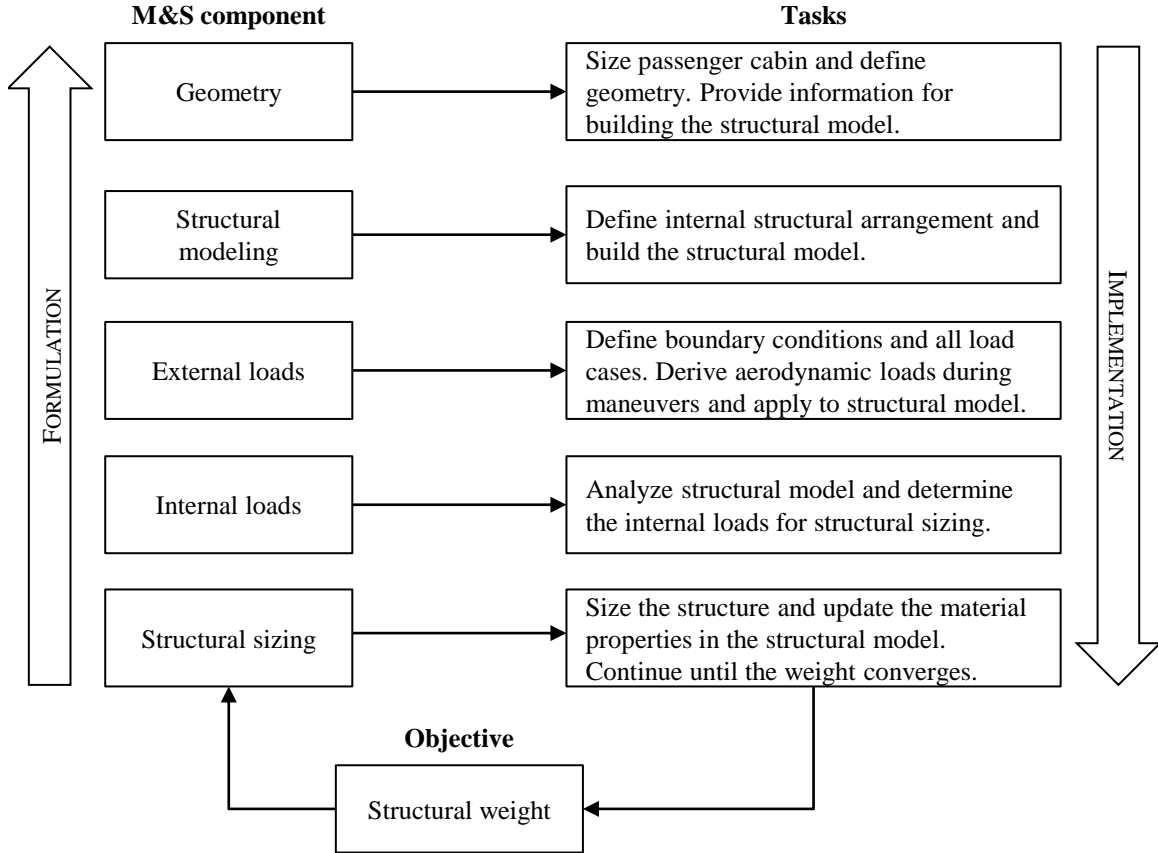 M&S component
Tasks
FORMULATION
IMPLEMENTATION
Geometry
Size passenger cabin and define
geometry. Provide information for
building the structural model.
Structural
modeling
Define internal structural arrangement and
build the structural model.
External loads
Define boundary conditions and all load
cases. Derive aerodynamic loads during
maneuvers and apply to structural model.
Internal loads
Analyze structural model and determine
the internal loads for structural sizing.
Structural sizing
Size the structure and update the material
properties in the structural model.
Continue until the weight converges.
Objective
Structural weight